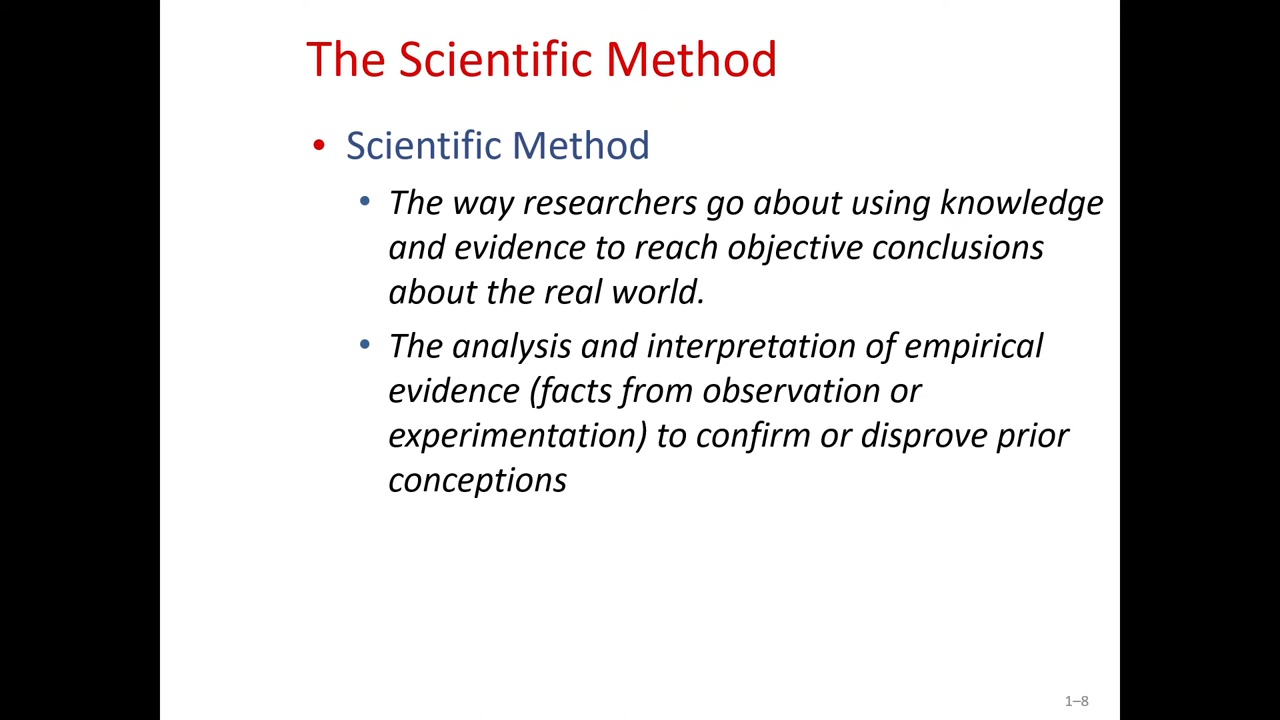 The Scientific Method
• Scientific Method
• The way researchers go about using knowledge
and evidence to reach objective conclusions
about the real world.
• The analysis and interpretation of empirical
evidence (facts from observation or
experimentation) to confirm or disprove prior
conceptions
1–8